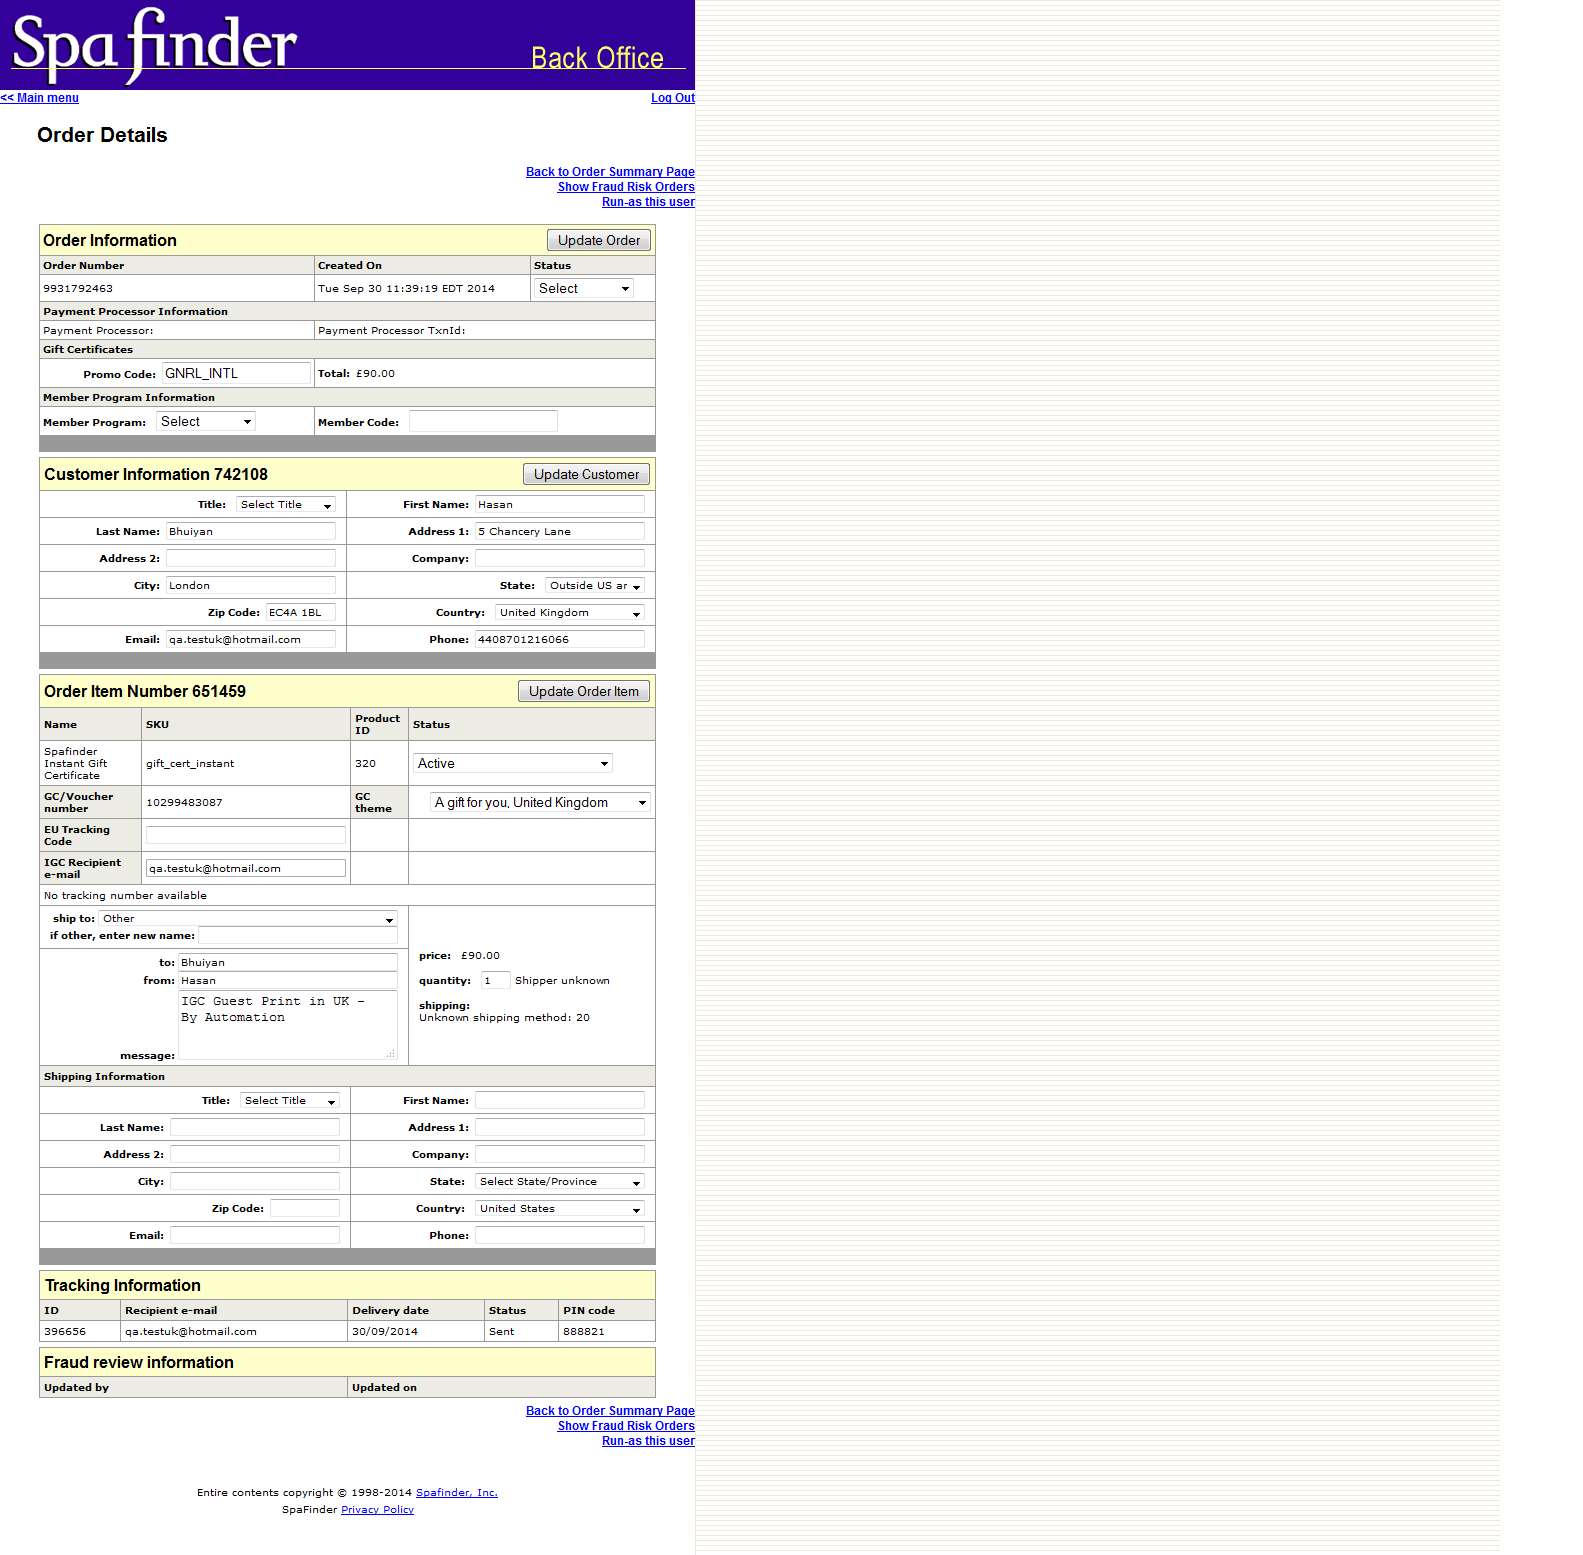 Spa finder
Back Office
<< Main menu
Log Out
Order Details
Back to Order Summary Page
Show Fraud Risk Orders
Run-as this user
Order Information
Update Order
Order Number Created On Status
9931792463 Tue Sep 30 11:39:19 EDT 2014 Select
Payment Processor Information
Payment Processor: Payment Processor TxnId:
Gift Certificates
Promo Code: GNRL_INTL Total: £90.00
Member Program Information
Member Program: Select Member Code:
Customer Information 742108
Update Customer
Title: Select Title First Name: Hasan
Last Name: Bhuiyan Address 1: 5 Chancery Lane
Address 2: Company:
City: London State: Outside US ar
Zip Code: EC4A 1BL Country: United Kingdom
Email: qa.testuk@hotmail.com Phone: 4408701216066
Order Item Number 651459
Update Order Item
Name SKU Product ID Status
Spafinder Instant Gift Certificate gift_cert_instant 320 Active
GC/Voucher number 10299483087 GC theme A gift for you, United Kingdom
EU Tracking Code
IGC Recipient e-mail qa.testuk@hotmail.com
No tracking number available
ship to: Other
if other, enter new name:
to: Bhuiyan
from: Hasan
IGC Guest Print in UK –
By Automation
message:
price: £90.00
quantity: 1 Shipper unknown
shipping:
Unknown shipping method: 20
Shipping Information
Title: Select Title First Name:
Last Name: Address 1:
Address 2: Company:
City: State: Select State/Province
Zip Code: Country: United States
Email: Phone:
Tracking Information
ID Recipient e-mail Delivery date Status PIN code
396656 qa.testuk@hotmail.com 30/09/2014 Sent 888821
Fraud review information
Updated by Updated on
Back to Order Summary Page
Show Fraud Risk Orders
Run-as this user
Entire contents copyright © 1998-2014 Spafinder, Inc.
SpaFinder Privacy Policy